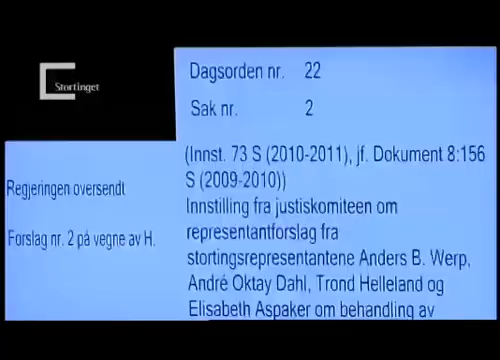 Stortinget
Dagsorden nr. 22
Sak nr. 2
(Innst. 73 S (2010-2011), jf. Dokument 8:156
S (2009-2010))
Innstilling fra justiskomiteen om
representantforslag fra
stortingsrepresentantene Anders B. Werp,
André Oktay Dahl, Trond Helleland og
Elisabeth Aspaker om behandling av
Regjeringen oversendt
Forslag nr. 2 på vegne av H.